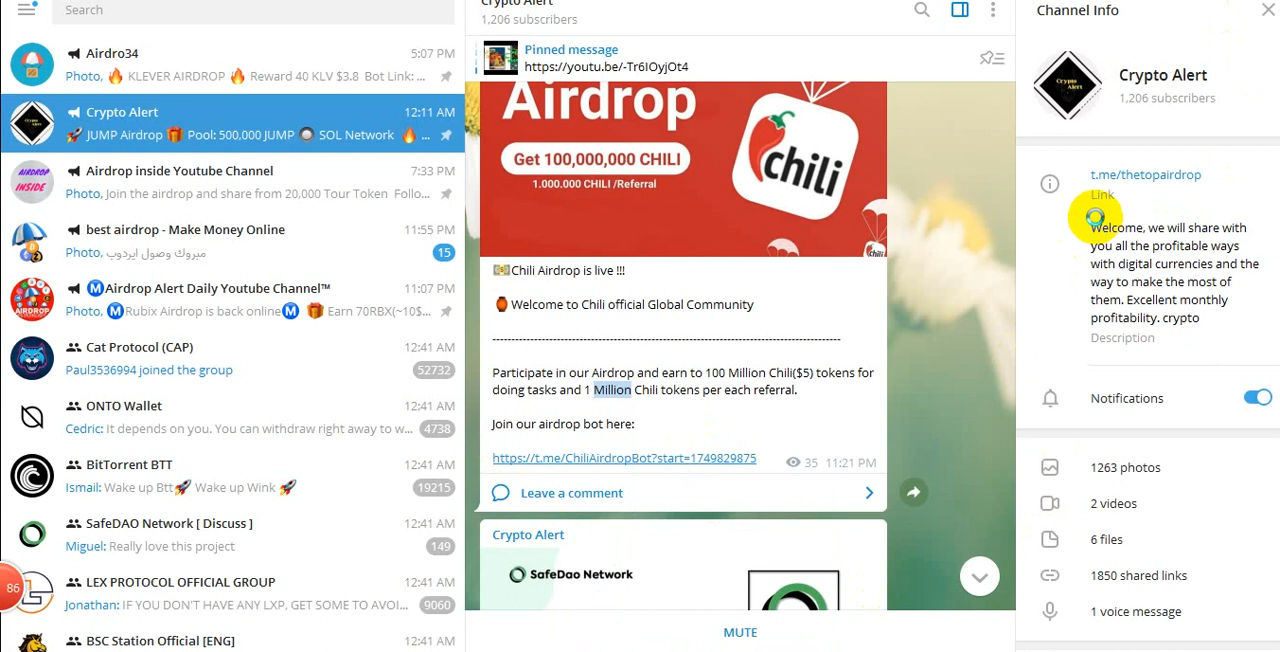 Search
Airdro34
5:07 PM
Photo, 🔥 KLEVER AIRDROP 🔥 Reward 40 KLV $3.8 Bot Link: ...
Crypto Alert
12:11 AM
🚀 JUMP Airdrop 🎁 Pool: 500,000 JUMP SOL Network 🔥 ...
AIRDROP
INSIDE
Airdrop inside Youtube Channel
7:33 PM
Photo, Join the airdrop and share from 20,000 Tour Token Follo...
best airdrop - Make Money Online
11:55 PM
Photo, مبروك وصول ايردوب
15
AIRDROP
Ⓜ️Airdrop Alert Daily Youtube Channel™
11:07 PM
Photo, Ⓜ️Rubix Airdrop is back onlineⓂ️ 🎁 Earn 70RBX(~10$...
Cat Protocol (CAP)
12:41 AM
Paul3536994 joined the group
52732
ONTO Wallet
12:41 AM
Cedric: It depends on you. You can withdraw right away to w...
4738
BitTorrent BTT
12:41 AM
Ismail: Wake up Btt🚀 Wake up Wink 🚀
19215
SafeDAO Network [ Discuss ]
12:41 AM
Miguel: Really love this project
149
86
LEX PROTOCOL OFFICIAL GROUP
12:41 AM
Jonathan: IF YOU DON'T HAVE ANY LXP, GET SOME TO AVOI...
9060
BSC Station Official [ENG]
12:41 AM
Crypto Alert
1,206 subscribers
Pinned message
https://youtu.be/-Tr6IOyjOt4
Airdrop
Get 100,000,000 CHILI
1.000.000 CHILI /Referral
chili
💵Chili Airdrop is live !!!
🏮Welcome to Chili official Global Community
--------------------------------------------------------------------------------------------
Participate in our Airdrop and earn to 100 Million Chili($5) tokens for
doing tasks and 1 Million Chili tokens per each referral.
Join our airdrop bot here:
https://t.me/ChiliAirdropBot?start=1749829875
35 11:21 PM
Leave a comment
Crypto Alert
SafeDao Network
MUTE
Channel Info
Crypto Alert
Crypto Alert
1,206 subscribers
t.me/thetopairdrop
Link
Welcome, we will share with
you all the profitable ways
with digital currencies and the
way to make the most of
them. Excellent monthly
profitability. crypto
Description
Notifications
1263 photos
2 videos
6 files
1850 shared links
1 voice message